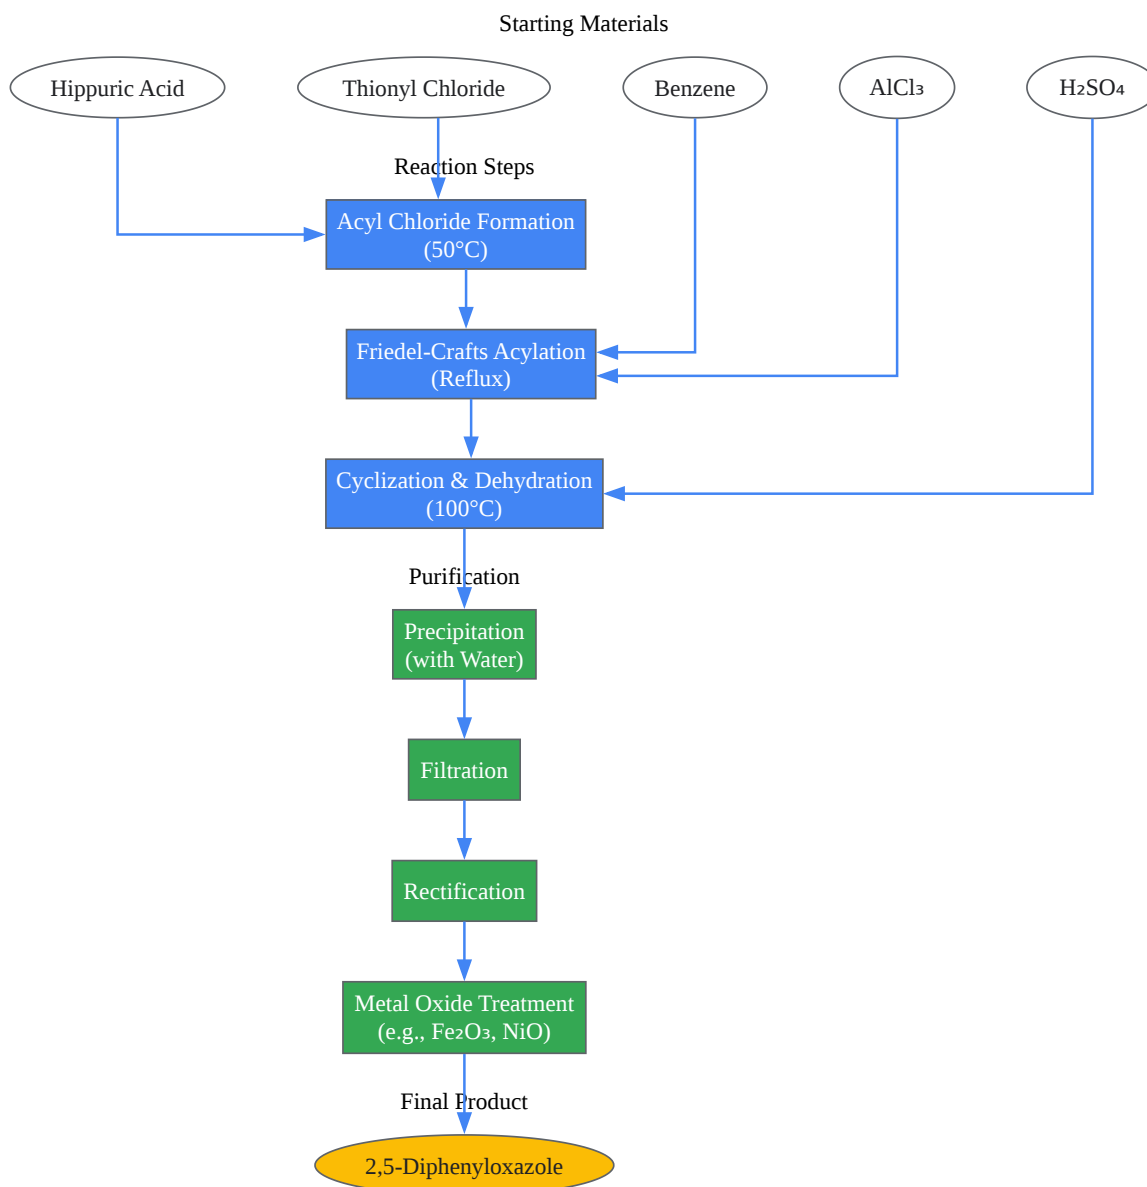 Starting Materials
Hippuric Acid
Thionyl Chloride
Benzene
AlCl₃
H₂SO₄
Reaction Steps
Acyl Chloride Formation
(50°C)
Friedel-Crafts Acylation
(Reflux)
Cyclization & Dehydration
(100°C)
Purification
Precipitation
(with Water)
Filtration
Rectification
Metal Oxide Treatment
(e.g., Fe₂O₃, NiO)
Final Product
2,5-Diphenyloxazole